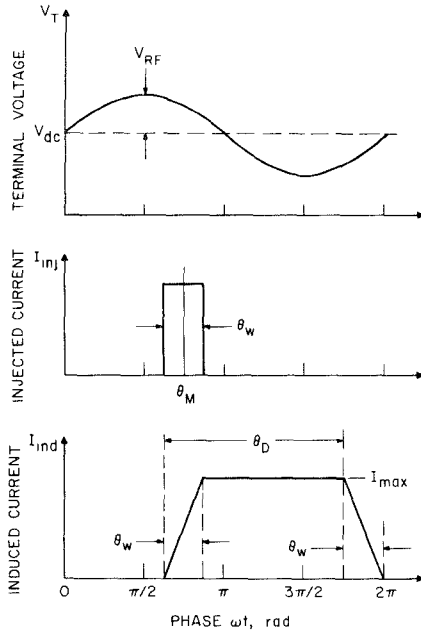 V_T
TERMINAL VOLTAGE
V_RF
V_dc
INJECTED CURRENT
I_inj
θ_w
θ_M
INDUCED CURRENT
I_ind
θ_D
I_max
θ_w
θ_w
0
π/2
π
3π/2
2π
PHASE ωt, rad